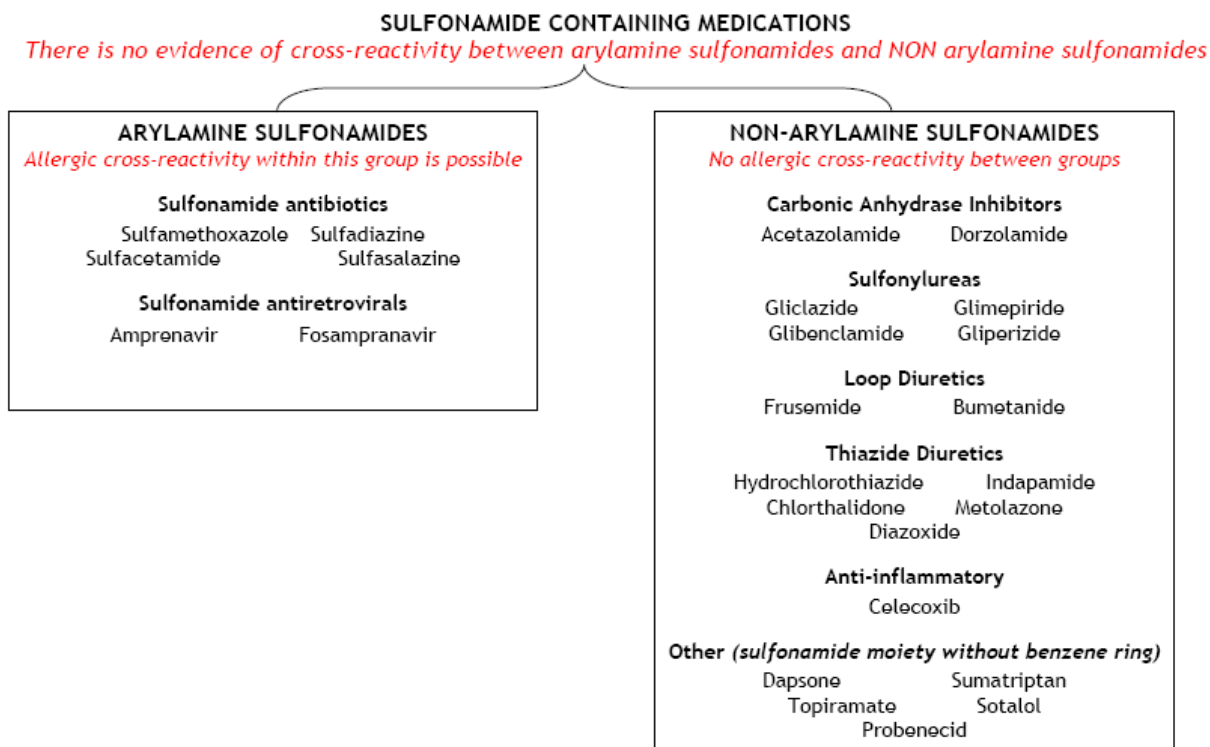 SULFONAMIDE CONTAINING MEDICATIONS
There is no evidence of cross-reactivity between arylamine sulfonamides and NON arylamine sulfonamides
ARYLAMINE SULFONAMIDES
Allergic cross-reactivity within this group is possible
Sulfonamide antibiotics
Sulfamethoxazole Sulfadiazine
Sulfacetamide Sulfasalazine
Sulfonamide antiretrovirals
Amprenavir Fosampranavir
NON-ARYLAMINE SULFONAMIDES
No allergic cross-reactivity between groups
Carbonic Anhydrase Inhibitors
Acetazolamide Dorzolamide
Sulfonylureas
Gliclazide Glimepiride
Glibenclamide Gliperizide
Loop Diuretics
Frusemide Bumetanide
Thiazide Diuretics
Hydrochlorothiazide Indapamide
Chlorthalidone Metolazone
Diazoxide
Anti-inflammatory
Celecoxib
Other (sulfonamide moiety without benzene ring)
Dapsone Sumatriptan
Topiramate Sotalol
Probenecid